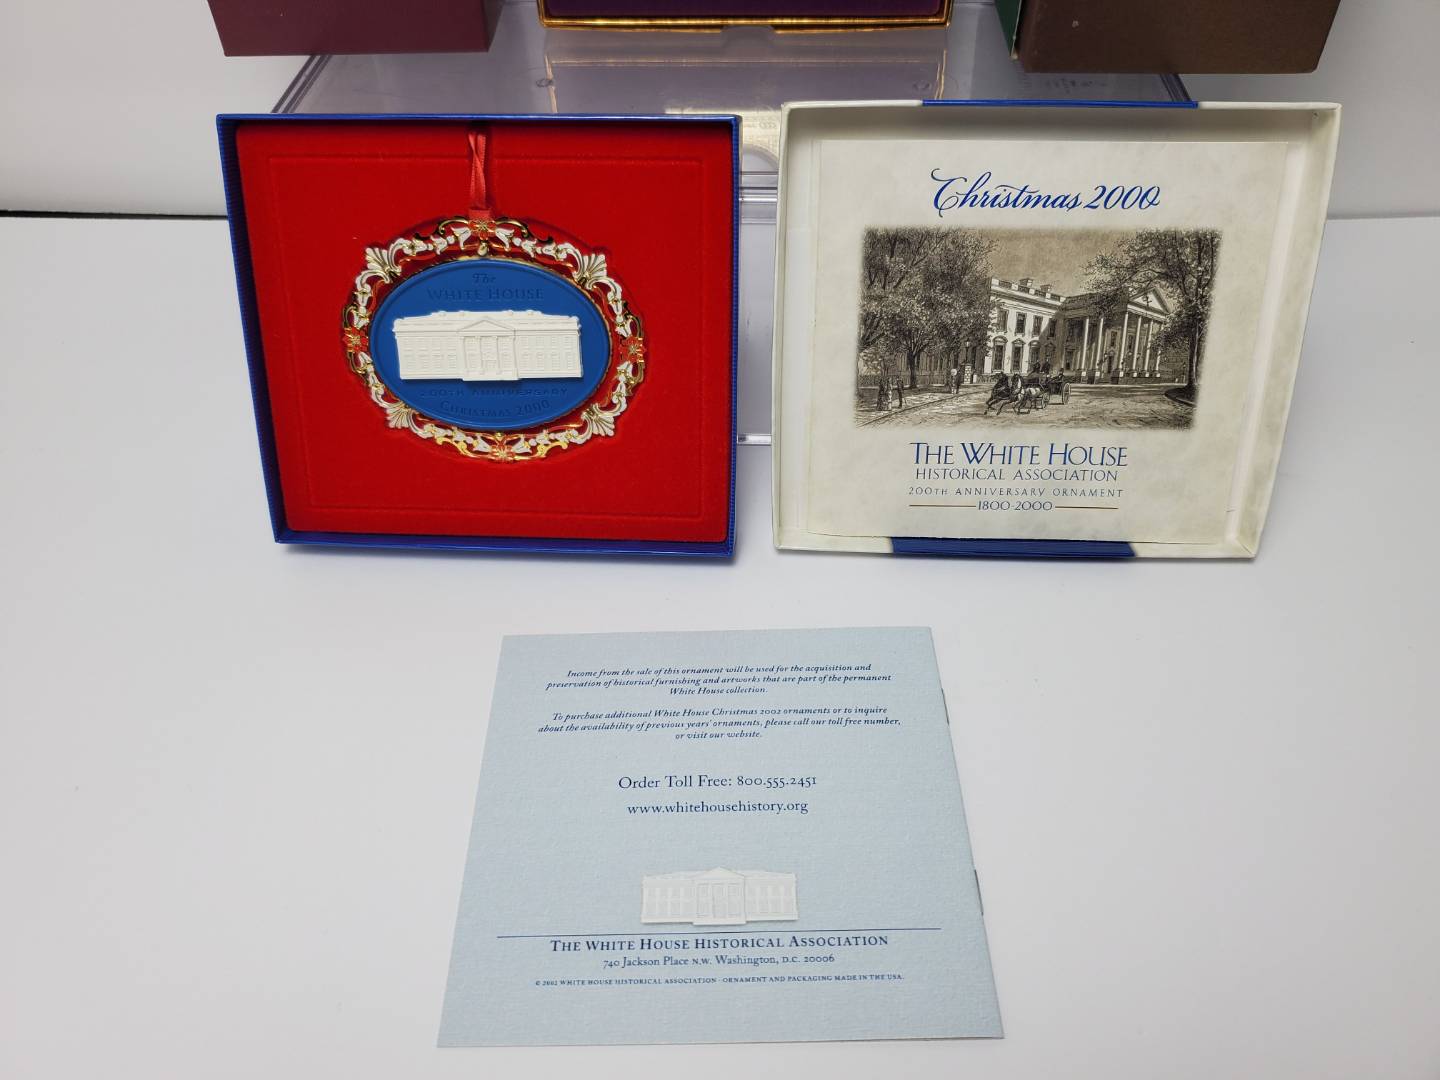 The
WHITE HOUSE
200TH ANNIVERSARY
CHRISTMAS 2000
Christmas 2000
THE WHITE HOUSE
HISTORICAL ASSOCIATION
200TH ANNIVERSARY ORNAMENT
1800-2000
Income from the sale of this ornament will be used for the acquisition and
preservation of historical furnishing and artworks that are part of the permanent
White House collection.
To purchase additional White House Christmas 2002 ornaments or to inquire
about the availability of previous years' ornaments, please call our toll free number,
or visit our website.
Order Toll Free: 800.555.2451
www.whitehousehistory.org
THE WHITE HOUSE HISTORICAL ASSOCIATION
740 Jackson Place N.W. Washington, D.C. 20006
© 2002 WHITE HOUSE HISTORICAL ASSOCIATION · ORNAMENT AND PACKAGING MADE IN THE USA.